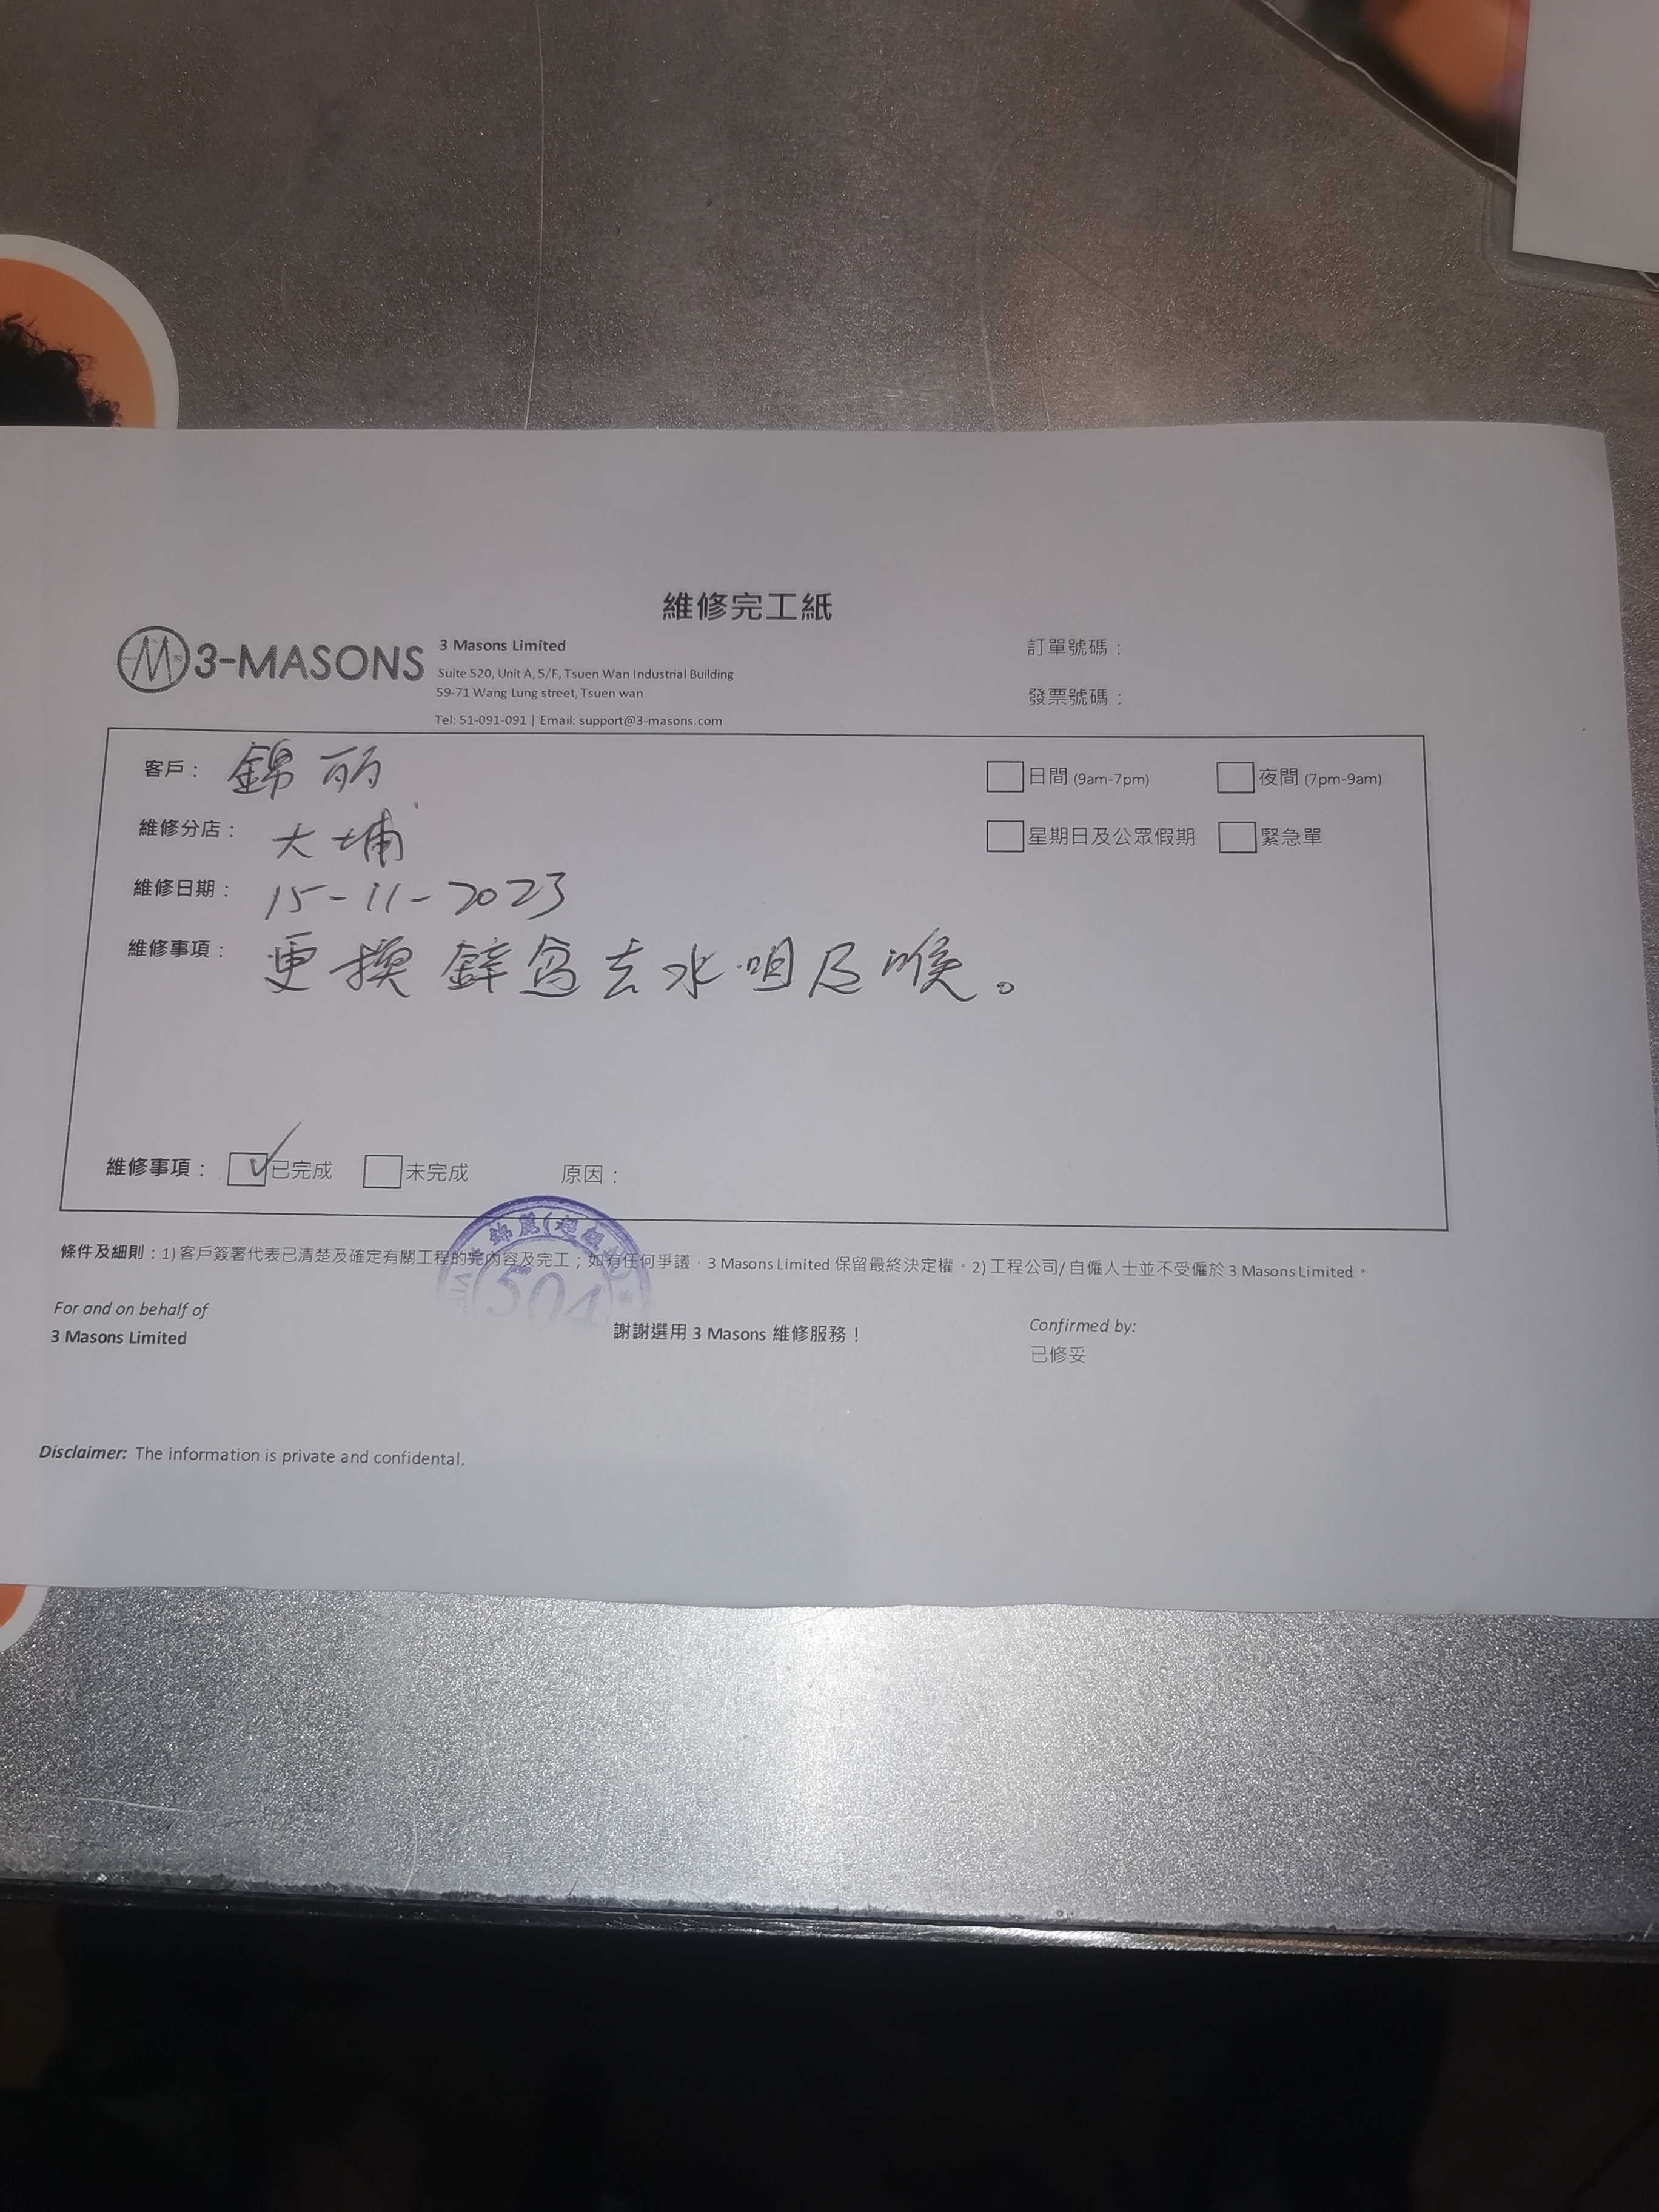 維修完工紙
3-MASONS
3 Masons Limited
Suite 520, Unit A, 5/F, Tsuen Wan Industrial Building
59-71 Wang Lung street, Tsuen wan
Tel: 51-091-091 | Email: support@3-masons.com
訂單號碼：
發票號碼：
客戶： 錦丽
日間 (9am-7pm) 夜間 (7pm-9am)
維修分店： 大埔
星期日及公眾假期 緊急單
維修日期： 15-11-2023
維修事項： 更換鋅盆去水咀及喉。
維修事項： ✓ 已完成 未完成 原因：
錦麗(超級
504
條件及細則：1) 客戶簽署代表已清楚及確定有關工程的完內容及完工；如有任何爭議，3 Masons Limited 保留最終決定權。2) 工程公司/ 自僱人士並不受僱於 3 Masons Limited。
For and on behalf of
3 Masons Limited
謝謝選用 3 Masons 維修服務！
Confirmed by:
已修妥
Disclaimer: The information is private and confidental.